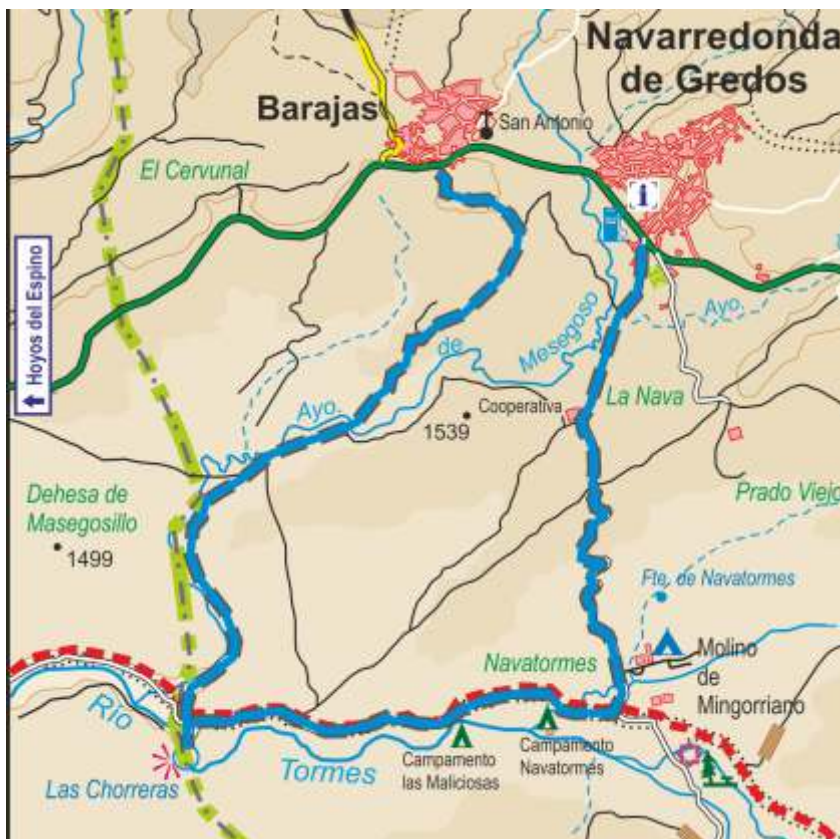 Navarredonda
de Gredos
Barajas
San Antonio
i
El Cervunal
Hoyos del Espino
Ayo.
Mesegoso
de
Ayo.
La Nava
Cooperativa
1539
Prado Viejo
Dehesa de
Masegosillo
1499
Fte. de Navatormes
Navatormes
Molino
de
Mingorriano
Río
Tormes
Las Chorreras
Campamento
las Maliciosas
Campamento
Navatormes